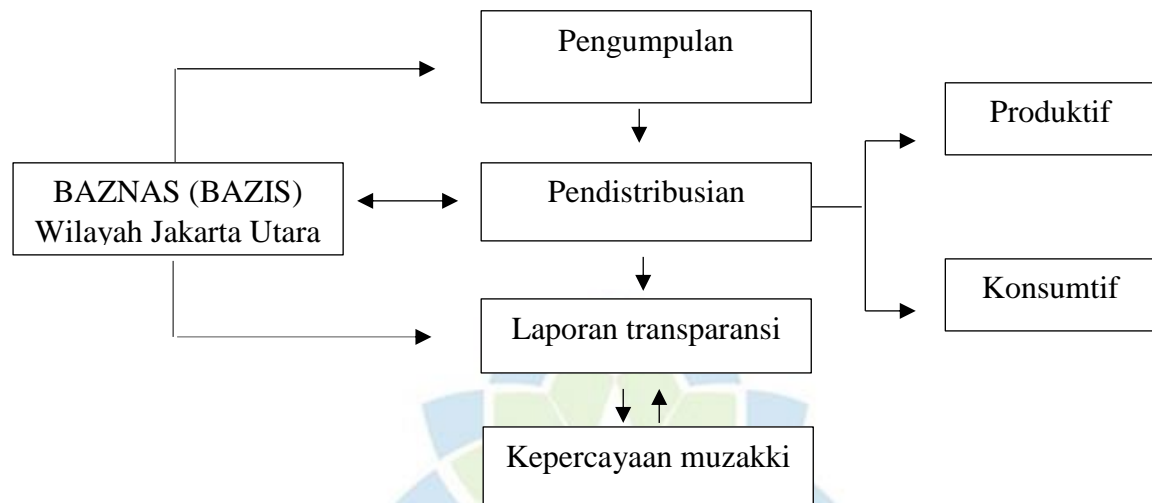 Pengumpulan
Produktif
BAZNAS (BAZIS)
Wilayah Jakarta Utara
Pendistribusian
Konsumtif
Laporan transparansi
Kepercayaan muzakki